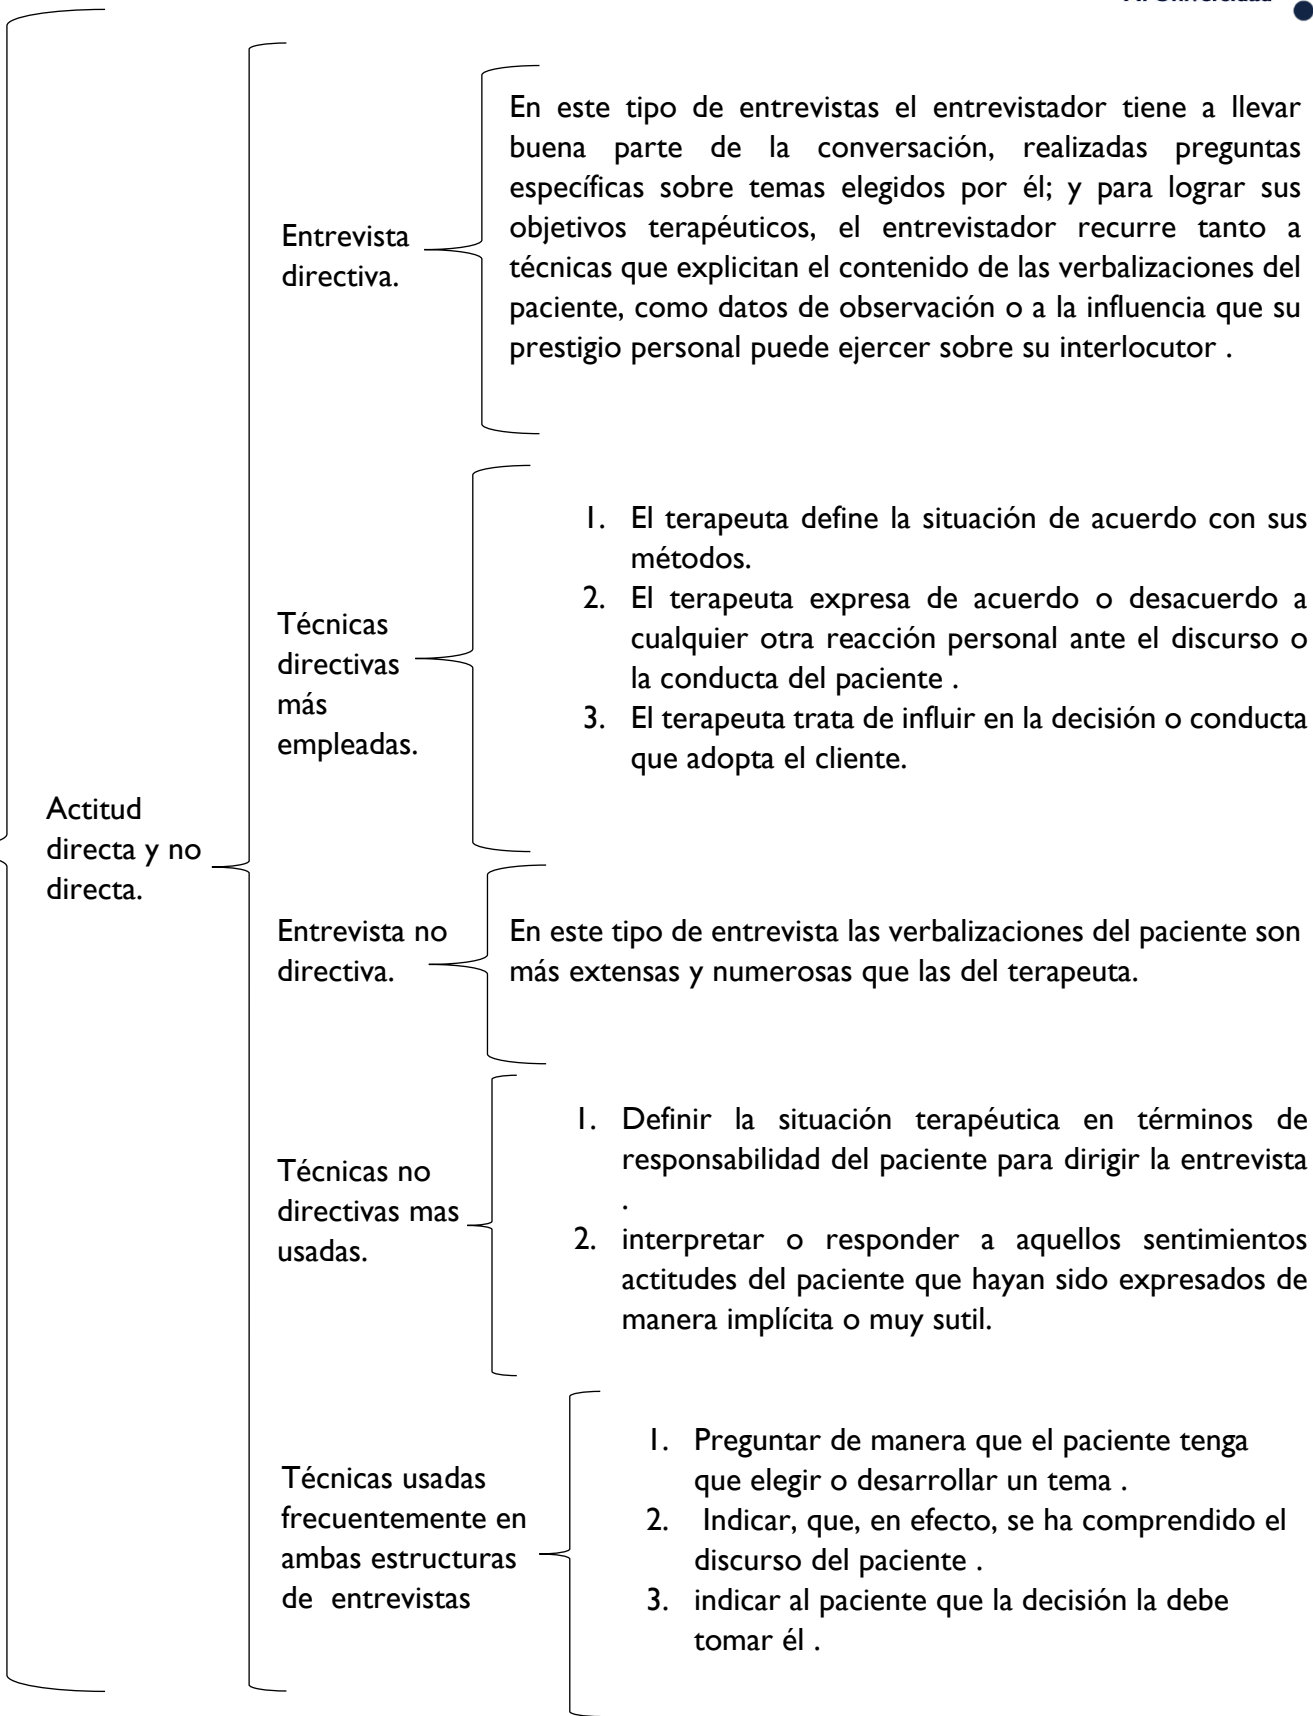 En este tipo de entrevistas el entrevistador tiene a llevar
buena parte de la conversación, realizadas preguntas
específicas sobre temas elegidos por él; y para lograr sus
objetivos terapéuticos, el entrevistador recurre tanto a
técnicas que explicitan el contenido de las verbalizaciones del
paciente, como datos de observación o a la influencia que su
prestigio personal puede ejercer sobre su interlocutor .
Entrevista
directiva.
1. El terapeuta define la situación de acuerdo con sus
métodos.
2. El terapeuta expresa de acuerdo o desacuerdo a
cualquier otra reacción personal ante el discurso o
la conducta del paciente .
3. El terapeuta trata de influir en la decisión o conducta
que adopta el cliente.
Técnicas
directivas
más
empleadas.
Actitud
directa y no
directa.
Entrevista no
directiva.
En este tipo de entrevista las verbalizaciones del paciente son
más extensas y numerosas que las del terapeuta.
1. Definir la situación terapéutica en términos de
responsabilidad del paciente para dirigir la entrevista
.
2. interpretar o responder a aquellos sentimientos
actitudes del paciente que hayan sido expresados de
manera implícita o muy sutil.
Técnicas no
directivas mas
usadas.
1. Preguntar de manera que el paciente tenga
que elegir o desarrollar un tema .
2. Indicar, que, en efecto, se ha comprendido el
discurso del paciente .
3. indicar al paciente que la decisión la debe
tomar él .
Técnicas usadas
frecuentemente en
ambas estructuras
de entrevistas